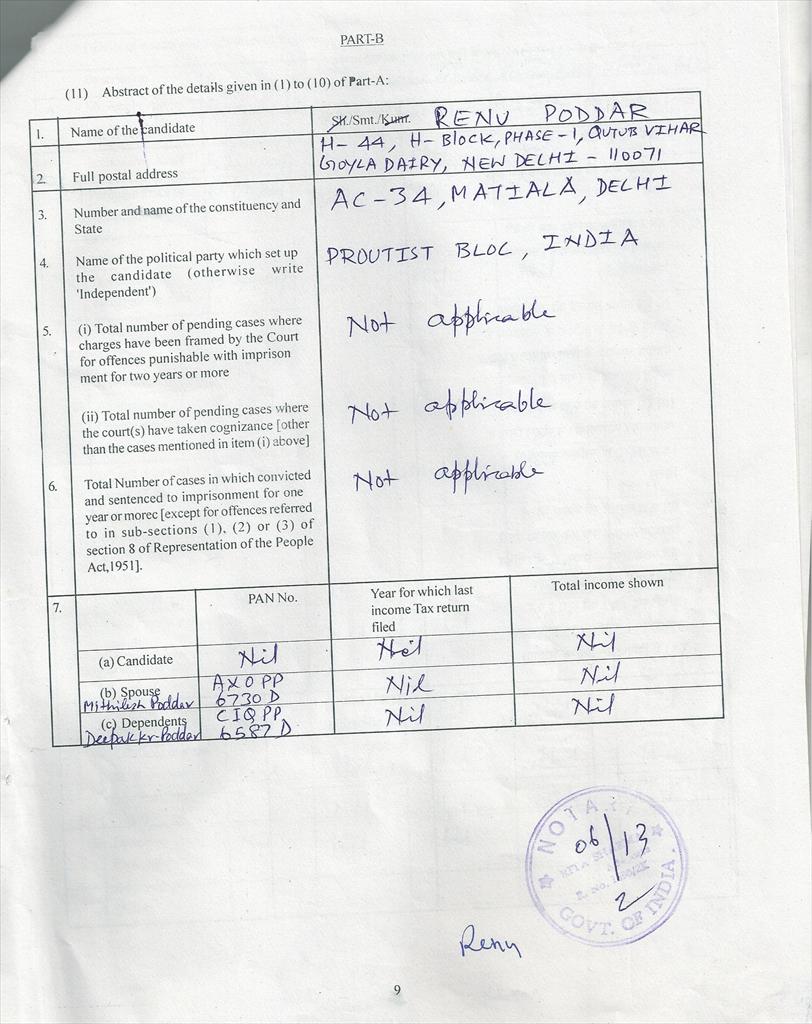 PART-B
(11) Abstract of the details given in (1) to (10) of Part-A:
1. Name of the candidate Sh./Smt./Kum. RENU PODDAR
2. Full postal address H-44, H-BLOCK, PHASE-1, QUTUB VIHAR
GOYLA DAIRY, NEW DELHI - 110071
3. Number and name of the constituency and AC-34, MATIALA, DELHI
State
4. Name of the political party which set up PROUTIST BLOC, INDIA
the candidate (otherwise write
'Independent')
5. (i) Total number of pending cases where Not applicable
charges have been framed by the Court
for offences punishable with imprison
ment for two years or more
(ii) Total number of pending cases where Not applicable
the court(s) have taken cognizance [other
than the cases mentioned in item (i) above]
6. Total Number of cases in which convicted Not applicable
and sentenced to imprisonment for one
year or morec [except for offences referred
to in sub-sections (1), (2) or (3) of
section 8 of Representation of the People
Act,1951].
7. PAN No. Year for which last Total income shown
income Tax return
filed
(a) Candidate Nil Nil Nil
(b) Spouse AXOPP Nil Nil
Mithilesh Poddar 6730D
(c) Dependents CIQPP Nil Nil
Deepak Kr. Poddar 6587D
NOTARY
06/13
2
GOVT. OF INDIA
Renu
9